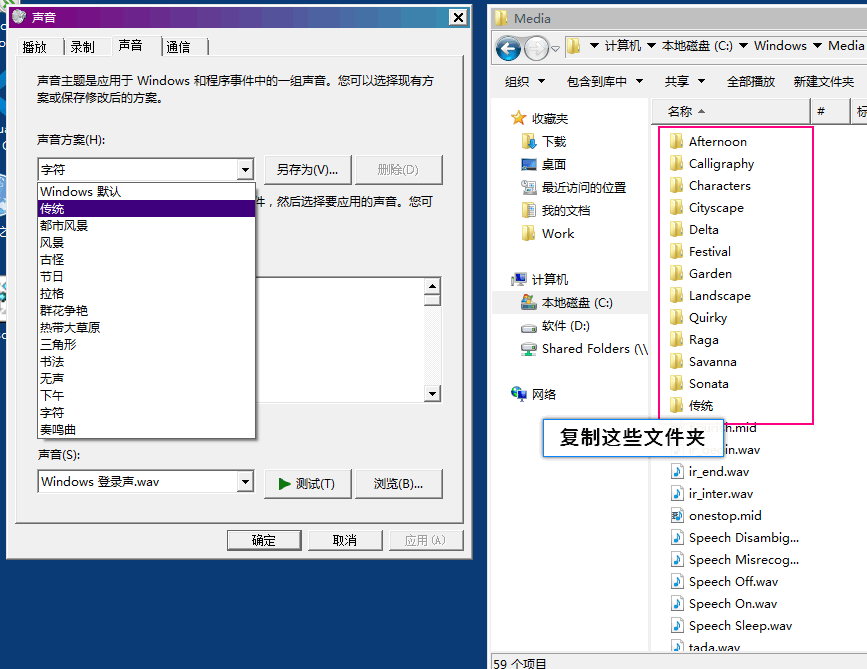 声音
播放
录制
声音
通信
声音主题是应用于 Windows 和程序事件中的一组声音。您可以选择现有方
案或保存修改后的方案。
声音方案(H):
字符
另存为(V)...
删除(D)
Windows 默认
传统
都市风景
风景
古怪
节日
拉格
群花争艳
热带大草原
三角形
书法
无声
下午
字符
奏鸣曲
件，然后选择要应用的声音。您可
声音(S):
Windows 登录声.wav
测试(T)
浏览(B)...
确定
取消
应用(A)
Media
计算机
本地磁盘 (C:)
Windows
Media
组织
包含到库中
共享
全部播放
新建文件夹
收藏夹
下载
桌面
最近访问的位置
我的文档
Work
计算机
本地磁盘 (C:)
软件 (D:)
Shared Folders (\\
网络
名称
#
标
Afternoon
Calligraphy
Characters
Cityscape
Delta
Festival
Garden
Landscape
Quirky
Raga
Savanna
Sonata
传统
复制这些文件夹
.mid
in.wav
ir_end.wav
ir_inter.wav
onestop.mid
Speech Disambig...
Speech Misrecog...
Speech Off.wav
Speech On.wav
Speech Sleep.wav
tada.wav
59 个项目